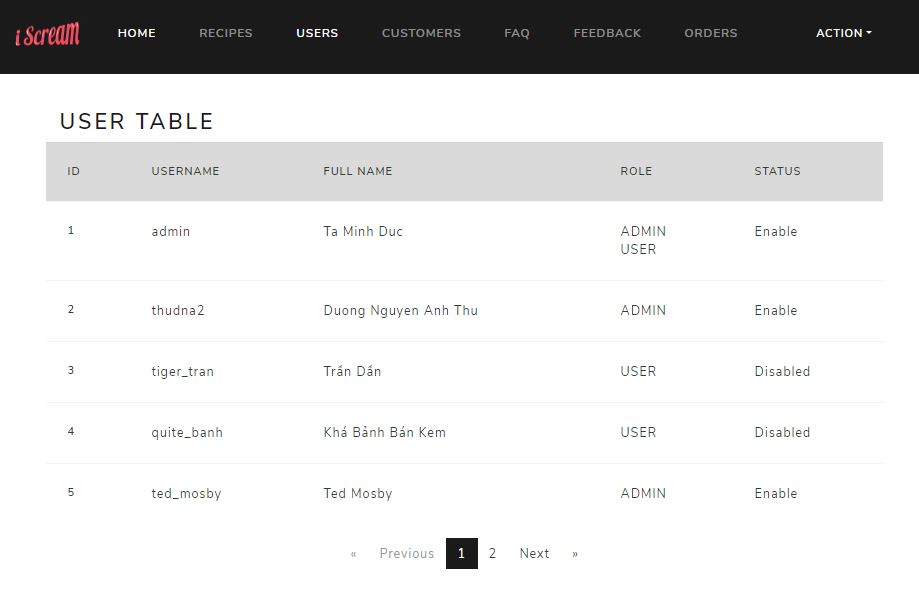 i Scream HOME RECIPES USERS CUSTOMERS FAQ FEEDBACK ORDERS ACTION
USER TABLE
ID USERNAME FULL NAME ROLE STATUS
1 admin Ta Minh Duc ADMIN Enable
USER
2 thudna2 Duong Nguyen Anh Thu ADMIN Enable
3 tiger_tran Trần Dần USER Disabled
4 quite_banh Khá Bảnh Bán Kem USER Disabled
5 ted_mosby Ted Mosby ADMIN Enable
« Previous 1 2 Next »